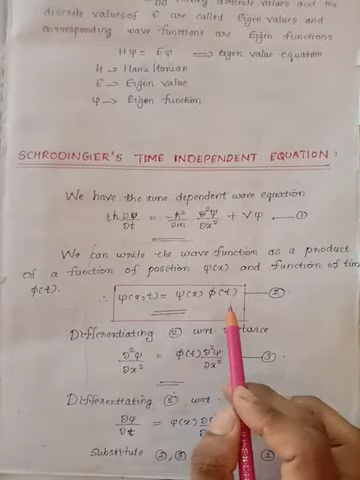 discrete values of E are called Eigen values and
corresponding wave functions are Eigen functions
Hψ = Eψ ⟹ eigen value equation
H → Hamiltonian
E → Eigen value
ψ → Eigen function
SCHRODINGER'S TIME INDEPENDENT EQUATION:
We have the time dependent wave equation
iħ ∂ψ/∂t = -ħ²/2m ∂²ψ/∂x² + Vψ —①
We can write the wave function as a product
of a function of position ψ(x) and function of time
φ(t).
∴ ψ(x,t) = ψ(x) φ(t) —②
Differentiating ② wrt twice
∂²ψ/∂x² = φ(t) ∂²ψ/∂x² —③
Differentiating wrt
∂ψ/∂t = ψ(x)
Substitute ②,③ ①